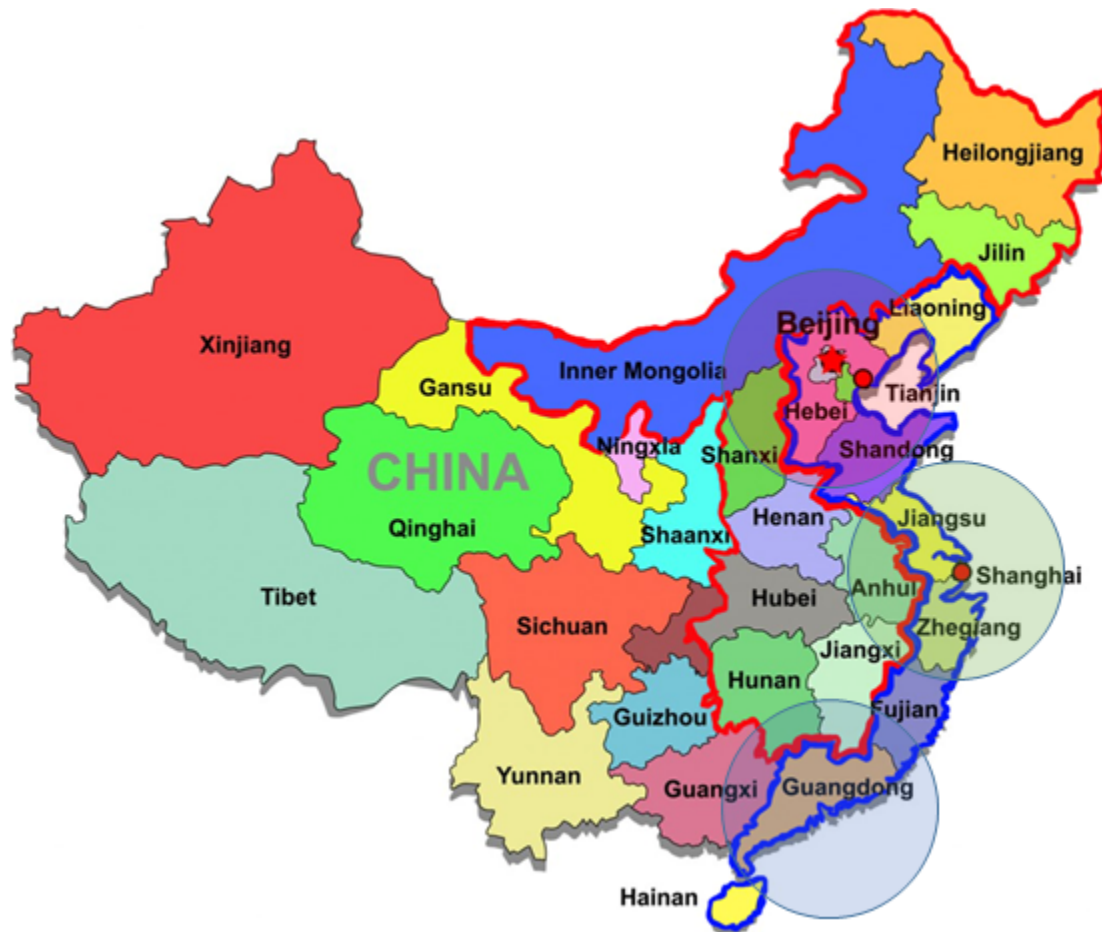 Heilongjiang
Jilin
Liaoning
Beijing
Xinjiang
Inner Mongolia
Gansu
Tianjin
Hebei
Ningxia
Shanxi
Shandong
CHINA
Qinghai
Henan
Jiangsu
Shaanxi
Shanghai
Tibet
Hubei
Anhui
Sichuan
Zhegiang
Jiangxi
Hunan
Fujian
Guizhou
Yunnan
Guangxi
Guangdong
Hainan